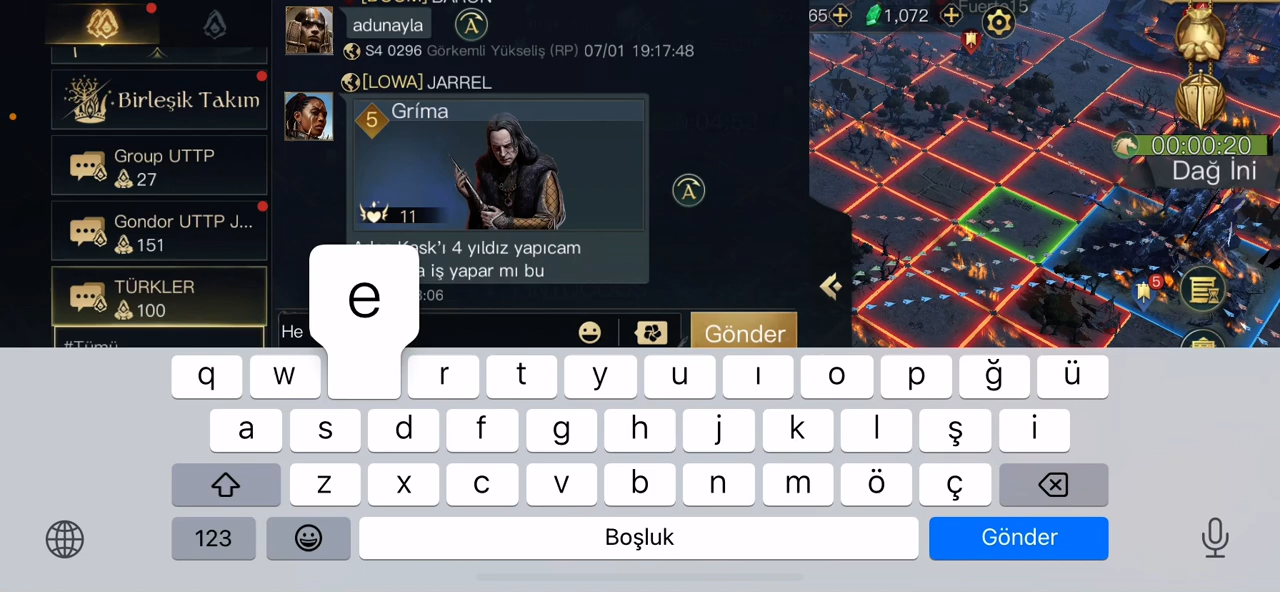 adunayla
S4 0296 Görkemli Yükseliş (RP) 07/01 19:17:48
[LOWA] JARREL
5 Gríma
11
4 yıldız yapıcam
iş yapar mı bu
Birleşik Takım
Group UTTP
27
Gondor UTTP J...
151
TÜRKLER
100
#Tümü
He
Gönder
1,072
Fuerte15
00:00:20
Dağ İni
5
e
q w r t y u ı o p ğ ü
a s d f g h j k l ş i
z x c v b n m ö ç
123 Boşluk Gönder